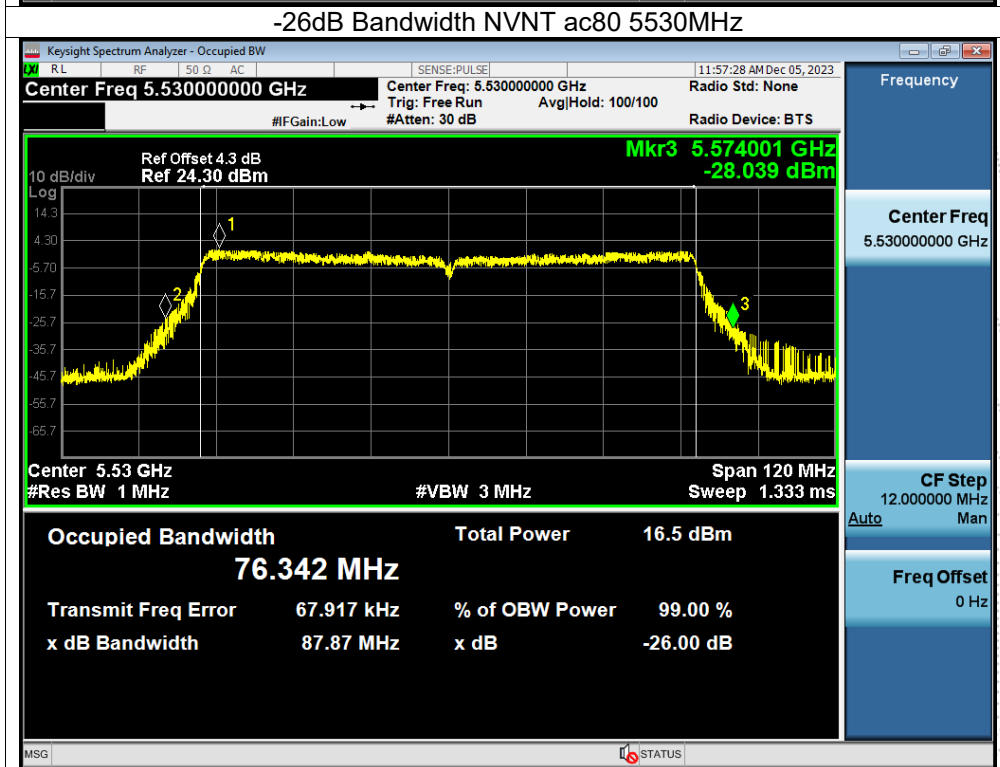 -26dB Bandwidth NVNT ac80 5530MHz
Keysight Spectrum Analyzer - Occupied BW
LXI RL RF 50 Ω AC SENSE:PULSE 11:57:28 AM Dec 05, 2023
Center Freq 5.530000000 GHz Center Freq: 5.530000000 GHz Radio Std: None
Trig: Free Run Avg|Hold: 100/100
#IFGain:Low #Atten: 30 dB Radio Device: BTS
Frequency
Mkr3 5.574001 GHz
-28.039 dBm
Ref Offset 4.3 dB
10 dB/div Ref 24.30 dBm
Log
14.3
4.30
-5.70
-15.7
-25.7
-35.7
-45.7
-55.7
-65.7
1
2
3
Center 5.53 GHz Span 120 MHz
#Res BW 1 MHz #VBW 3 MHz Sweep 1.333 ms
Occupied Bandwidth Total Power 16.5 dBm
76.342 MHz
Transmit Freq Error 67.917 kHz % of OBW Power 99.00 %
x dB Bandwidth 87.87 MHz x dB -26.00 dB
Center Freq
5.530000000 GHz
CF Step
12.000000 MHz
Auto Man
Freq Offset
0 Hz
MSG STATUS